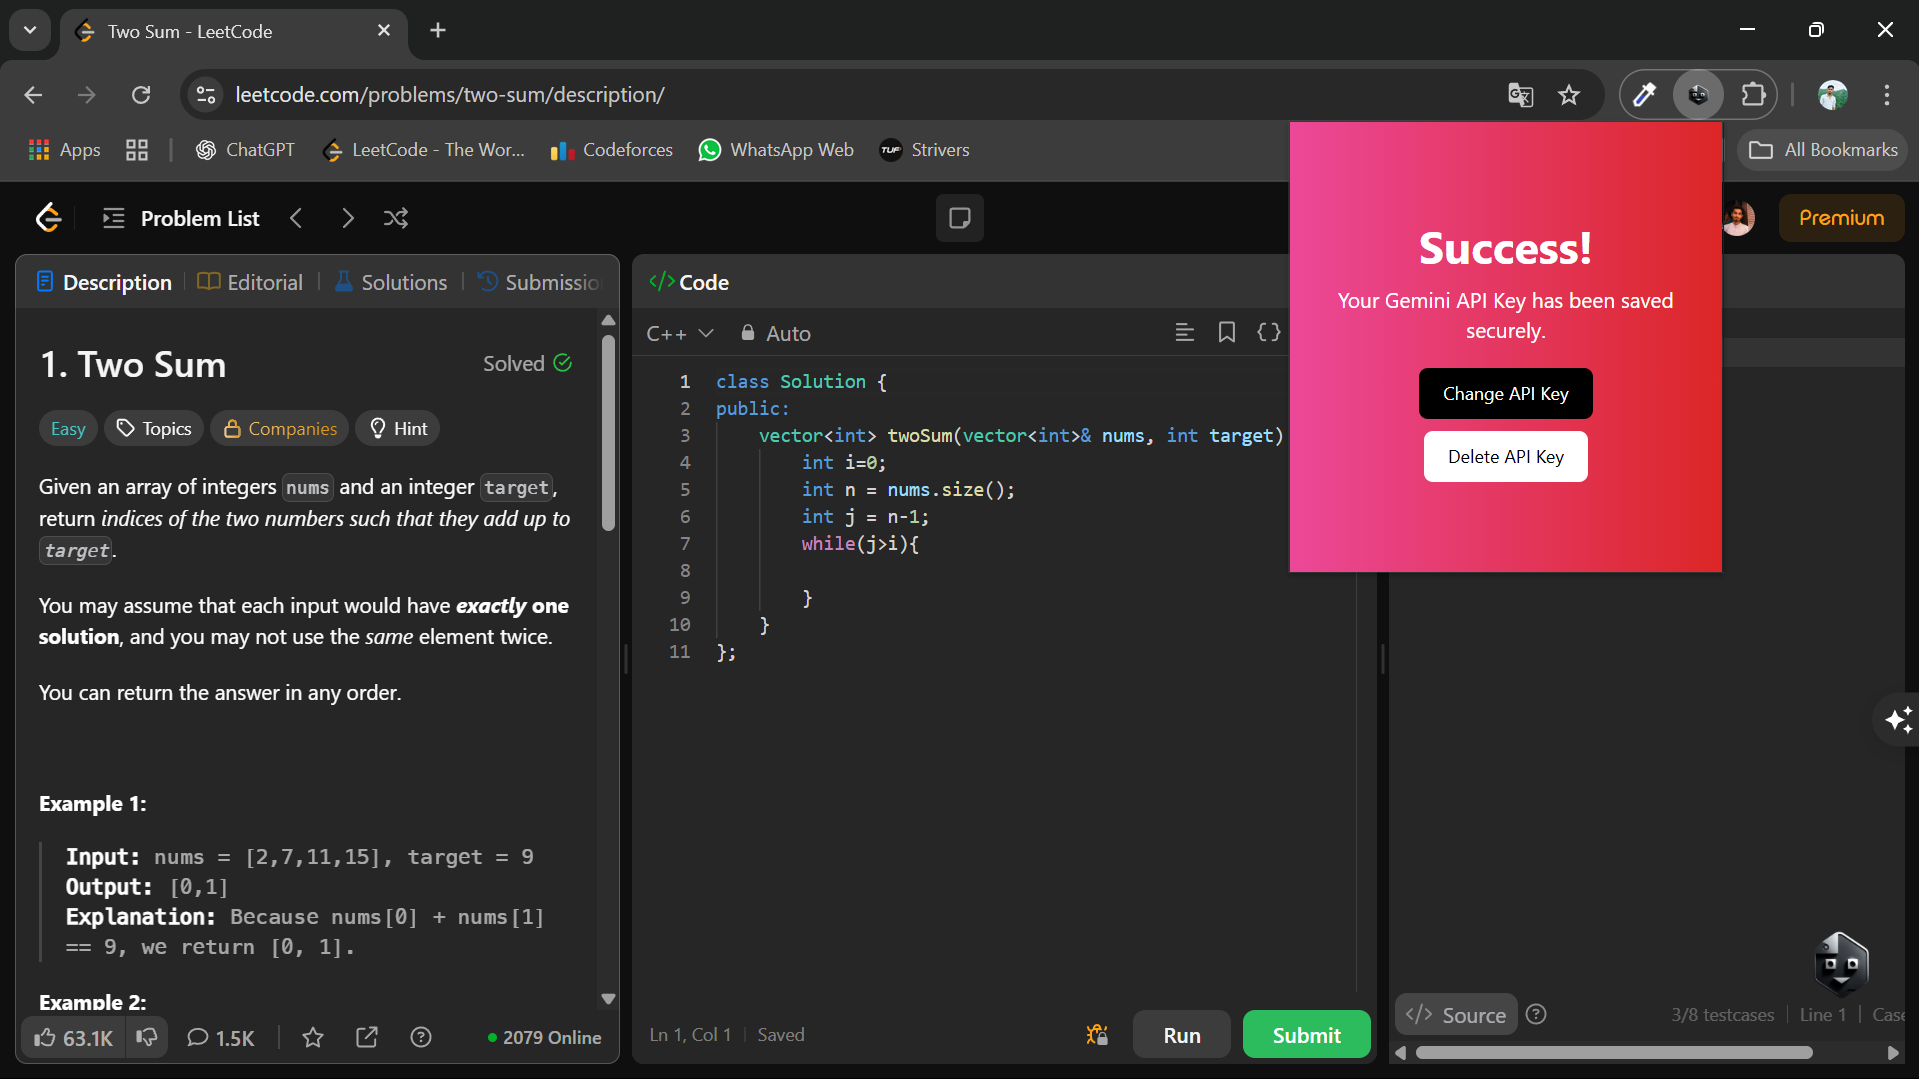 Two Sum - LeetCode
leetcode.com/problems/two-sum/description/
Apps
ChatGPT
LeetCode - The Wor...
Codeforces
WhatsApp Web
TUF
Strivers
All Bookmarks
Problem List
Premium
Description
Editorial
Solutions
Submissio
1. Two Sum
Solved
Easy
Topics
Companies
Hint
Given an array of integers nums and an integer target,
return indices of the two numbers such that they add up to
target.
You may assume that each input would have exactly one
solution, and you may not use the same element twice.
You can return the answer in any order.
Example 1:
Input: nums = [2,7,11,15], target = 9
Output: [0,1]
Explanation: Because nums[0] + nums[1]
== 9, we return [0, 1].
Example 2:
63.1K
1.5K
2079 Online
</> Code
C++
Auto
1 class Solution {
2 public:
3 vector<int> twoSum(vector<int>& nums, int target)
4 int i=0;
5 int n = nums.size();
6 int j = n-1;
7 while(j>i){
8
9 }
10 }
11 };
Ln 1, Col 1
Saved
Run
Submit
Success!
Your Gemini API Key has been saved
securely.
Change API Key
Delete API Key
</> Source
3/8 testcases
Line 1
Case